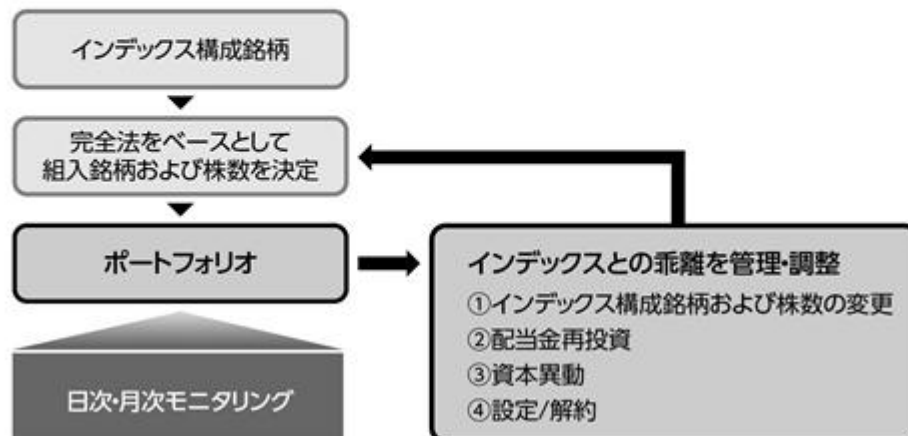 インデックス構成銘柄
完全法をベースとして
組入銘柄および株数を決定
ポートフォリオ
インデックスとの乖離を管理・調整
①インデックス構成銘柄および株数の変更
②配当金再投資
③資本異動
④設定/解約
日次・月次モニタリング